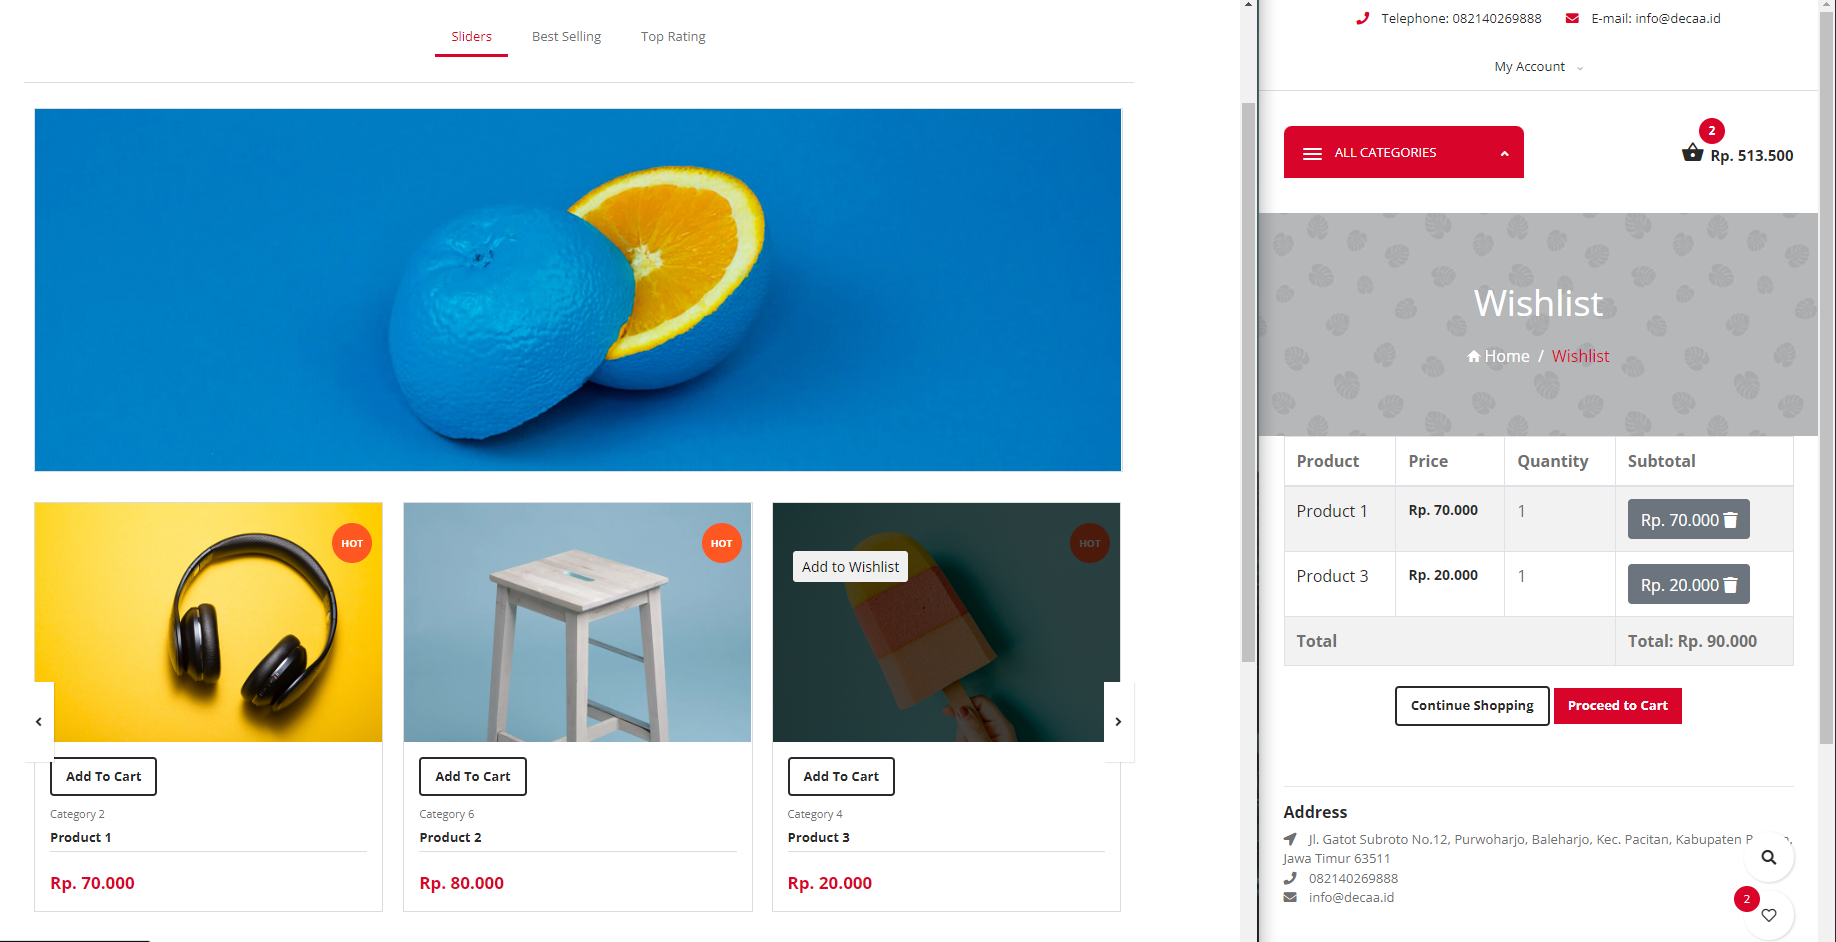 Sliders Best Selling Top Rating
HOT
HOT
HOT
Add to Wishlist
Add To Cart
Category 2
Product 1
Rp. 70.000
Add To Cart
Category 6
Product 2
Rp. 80.000
Add To Cart
Category 4
Product 3
Rp. 20.000
Telephone: 082140269888 E-mail: info@decaa.id
My Account
ALL CATEGORIES
2
Rp. 513.500
Wishlist
Home / Wishlist
Product Price Quantity Subtotal
Product 1 Rp. 70.000 1 Rp. 70.000
Product 3 Rp. 20.000 1 Rp. 20.000
Total Total: Rp. 90.000
Continue Shopping Proceed to Cart
Address
Jl. Gatot Subroto No.12, Purwoharjo, Baleharjo, Kec. Pacitan, Kabupaten
Jawa Timur 63511
082140269888
info@decaa.id
2